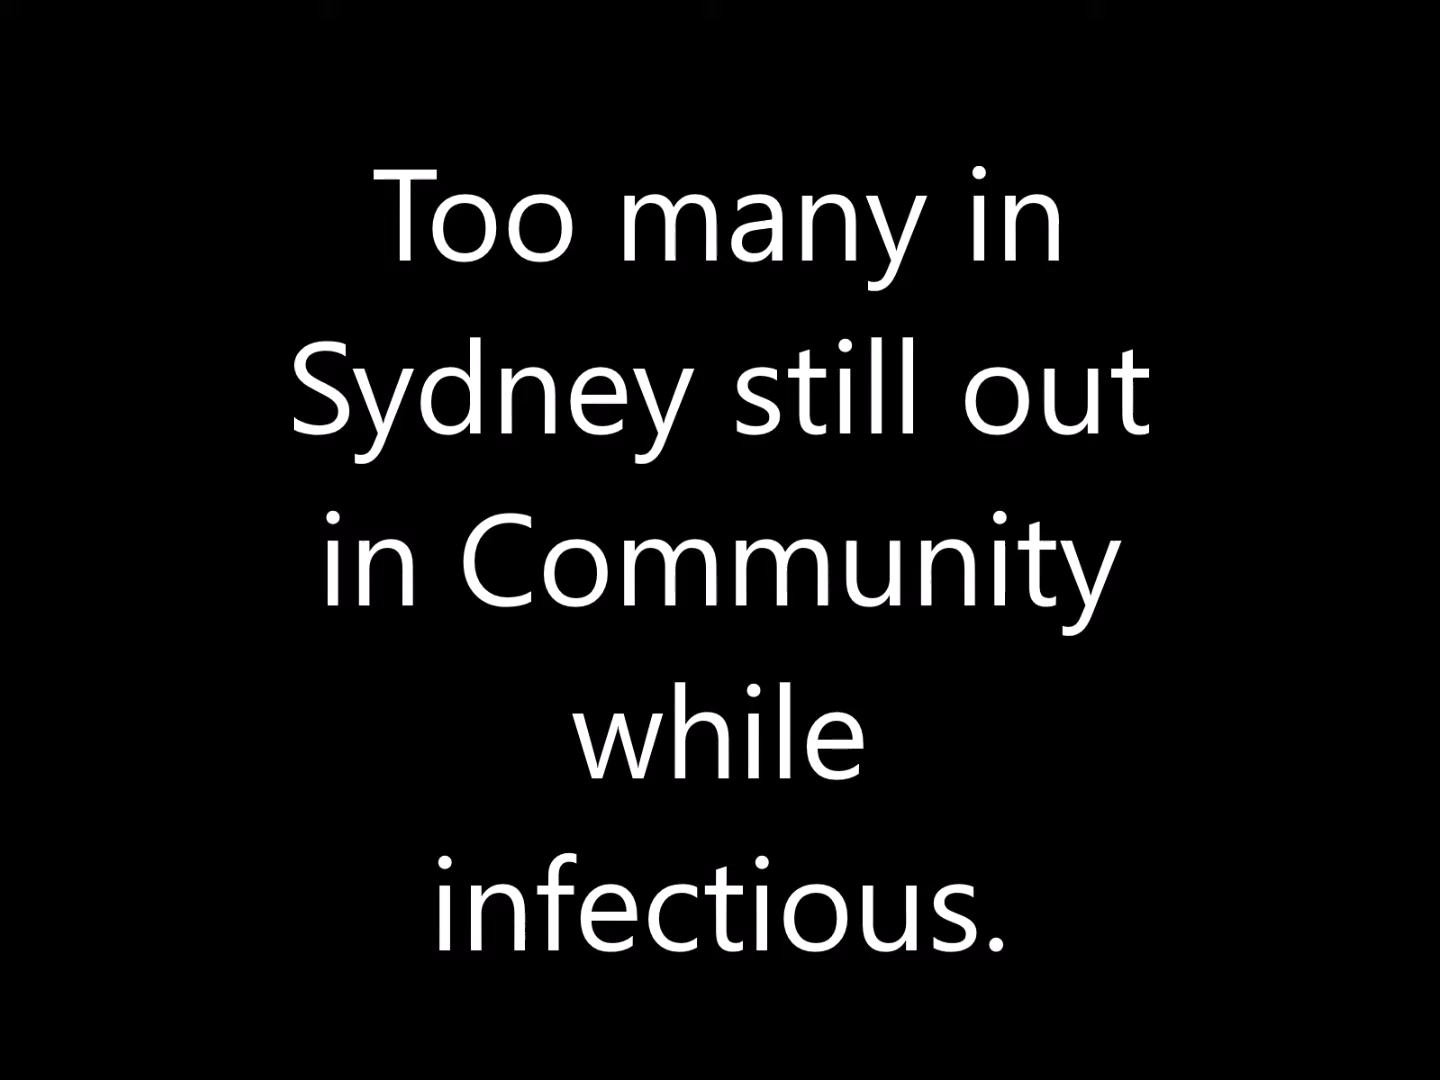 Too many in
Sydney still out
in Community
while
infectious.